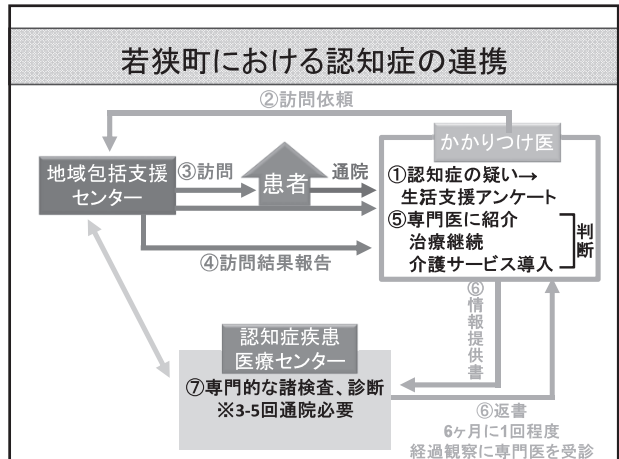 若狭町における認知症の連携
②訪問依頼
かかりつけ医
地域包括支援
センター
③訪問
患者
通院
①認知症の疑い→
生活支援アンケート
⑤専門医に紹介
治療継続
介護サービス導入
判断
④訪問結果報告
⑥情報提供書
認知症疾患
医療センター
⑦専門的な諸検査、診断
※3-5回通院必要
⑥返書
6ヶ月に1回程度
経過観察に専門医を受診